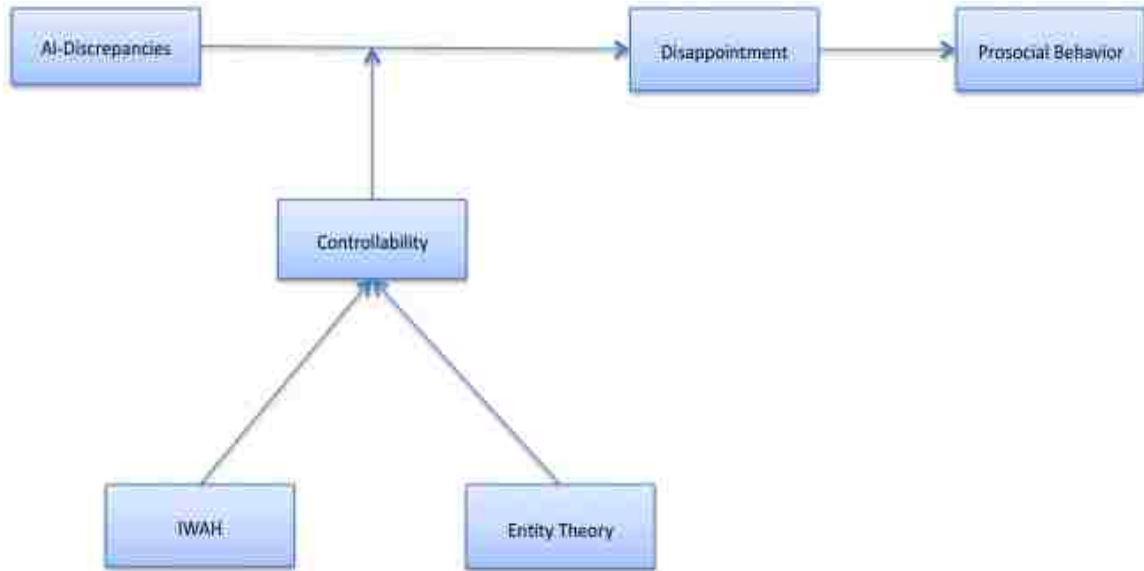 AI-Discrepancies
Disappointment
Prosocial Behavior
Controllability
IWAH
Entity Theory